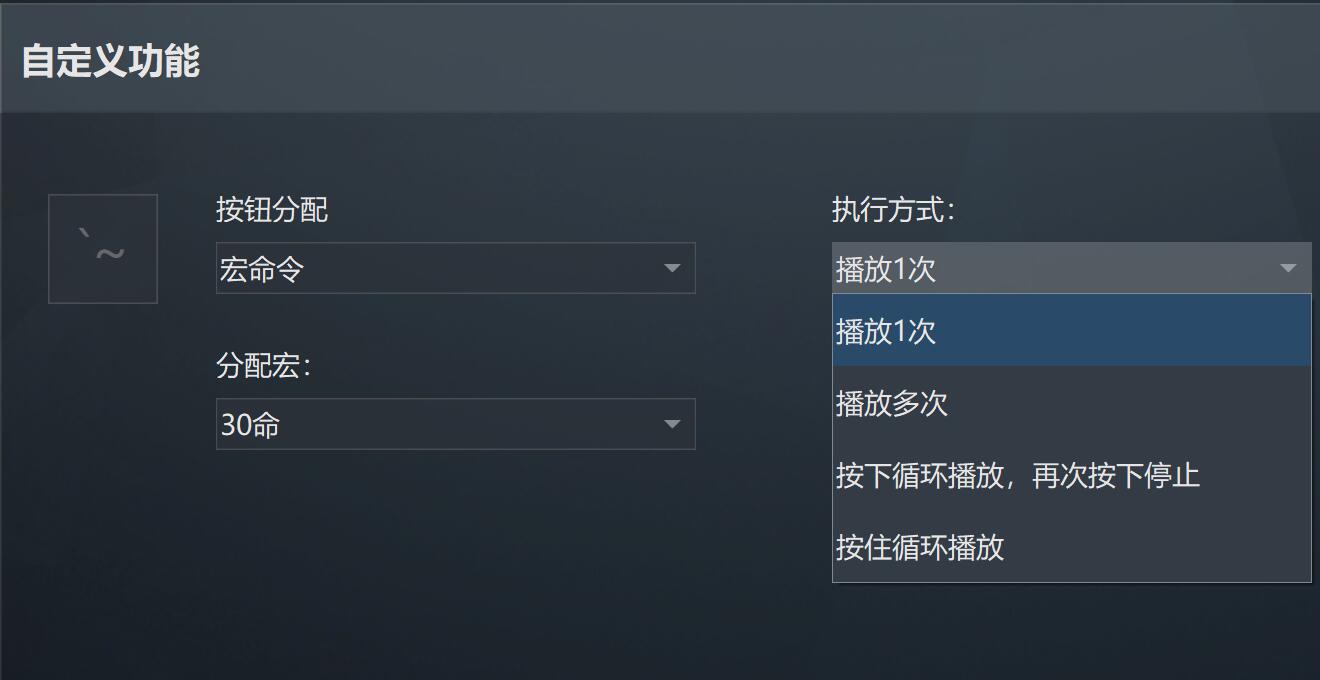 自定义功能
`~
按钮分配
宏命令
分配宏：
30命
执行方式：
播放1次
播放1次
播放多次
按下循环播放，再次按下停止
按住循环播放